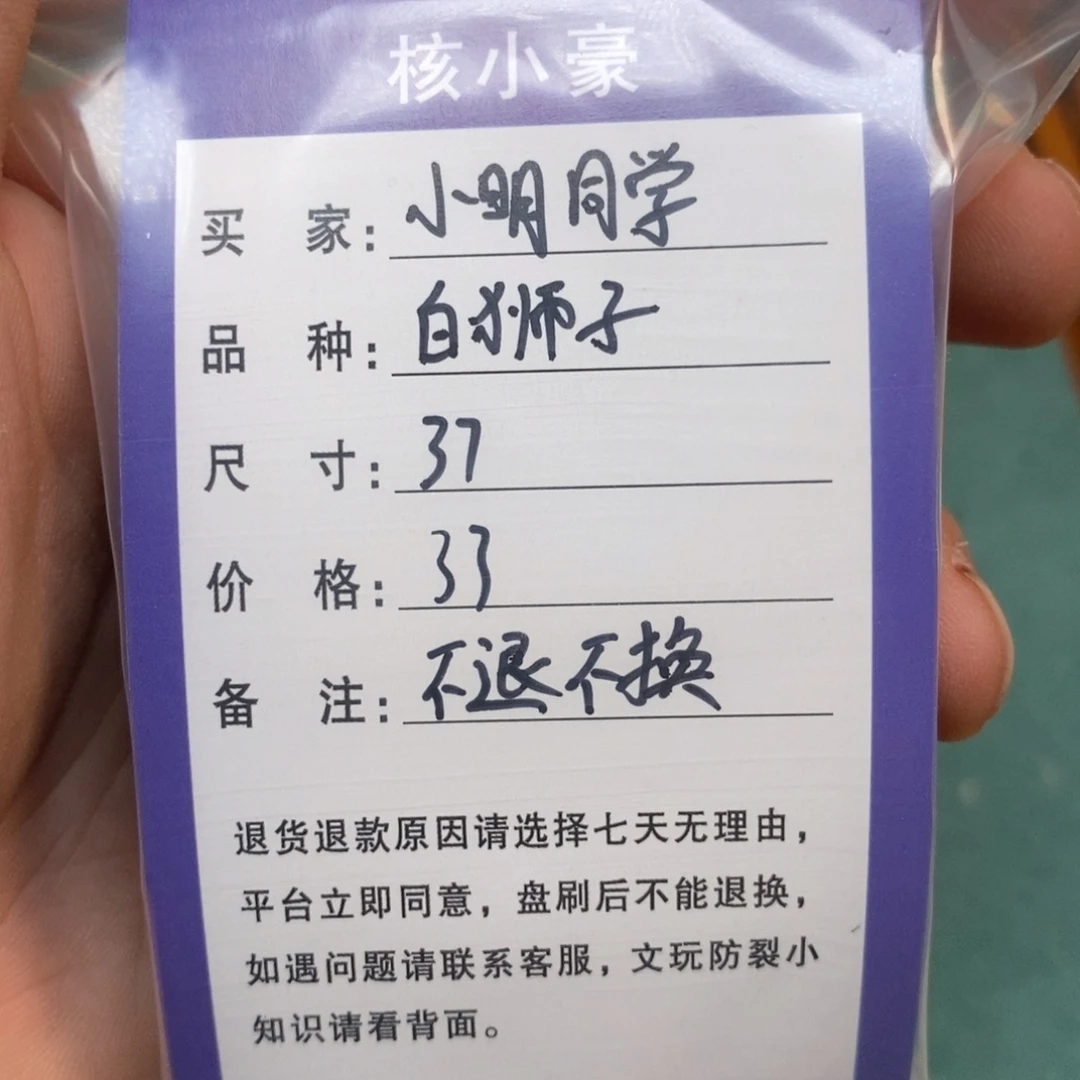 核小豪
买 家：小明同学
品 种：白狮子
尺 寸：37
价 格：33
备 注：不退不换
退货退款原因请选择七天无理由，
平台立即同意，盘刷后不能退换，
如遇问题请联系客服，文玩防裂小
知识请看背面。